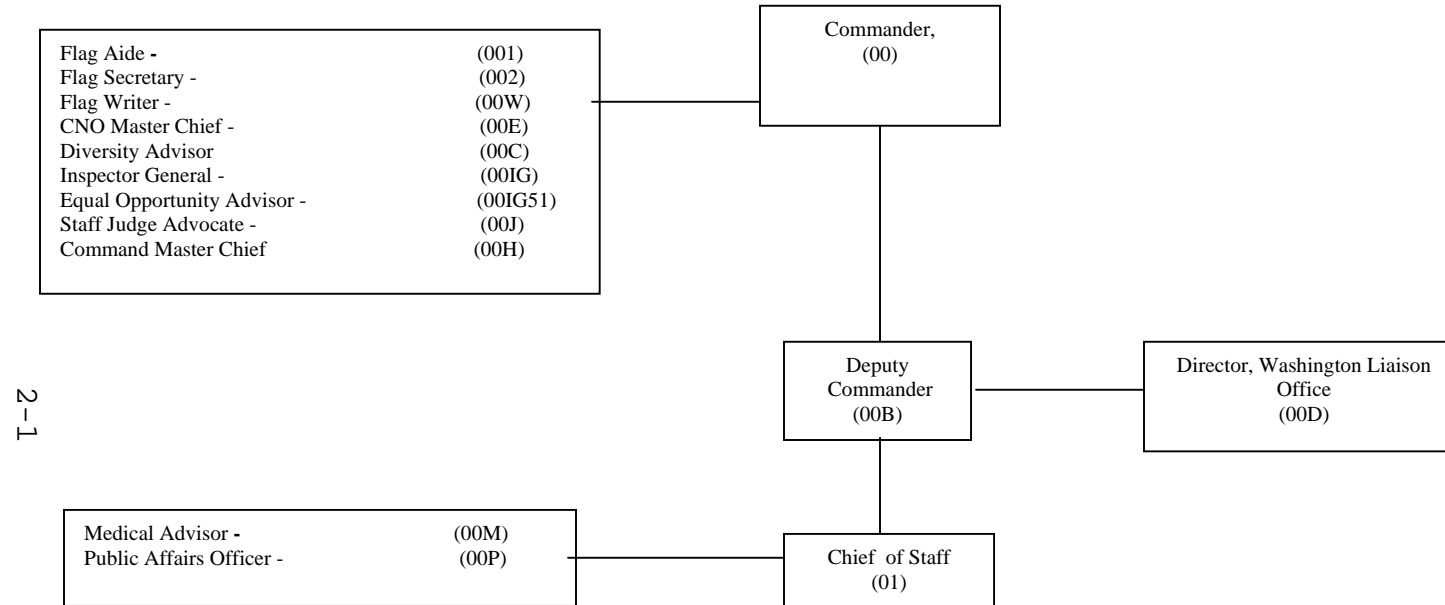 Commander,
(00)
Flag Aide - (001)
Flag Secretary - (002)
Flag Writer - (00W)
CNO Master Chief - (00E)
Diversity Advisor (00C)
Inspector General - (00IG)
Equal Opportunity Advisor - (00IG51)
Staff Judge Advocate - (00J)
Command Master Chief (00H)
Deputy
Commander
(00B)
Director, Washington Liaison
Office
(00D)
2-1
Medical Advisor - (00M)
Public Affairs Officer - (00P)
Chief of Staff
(01)